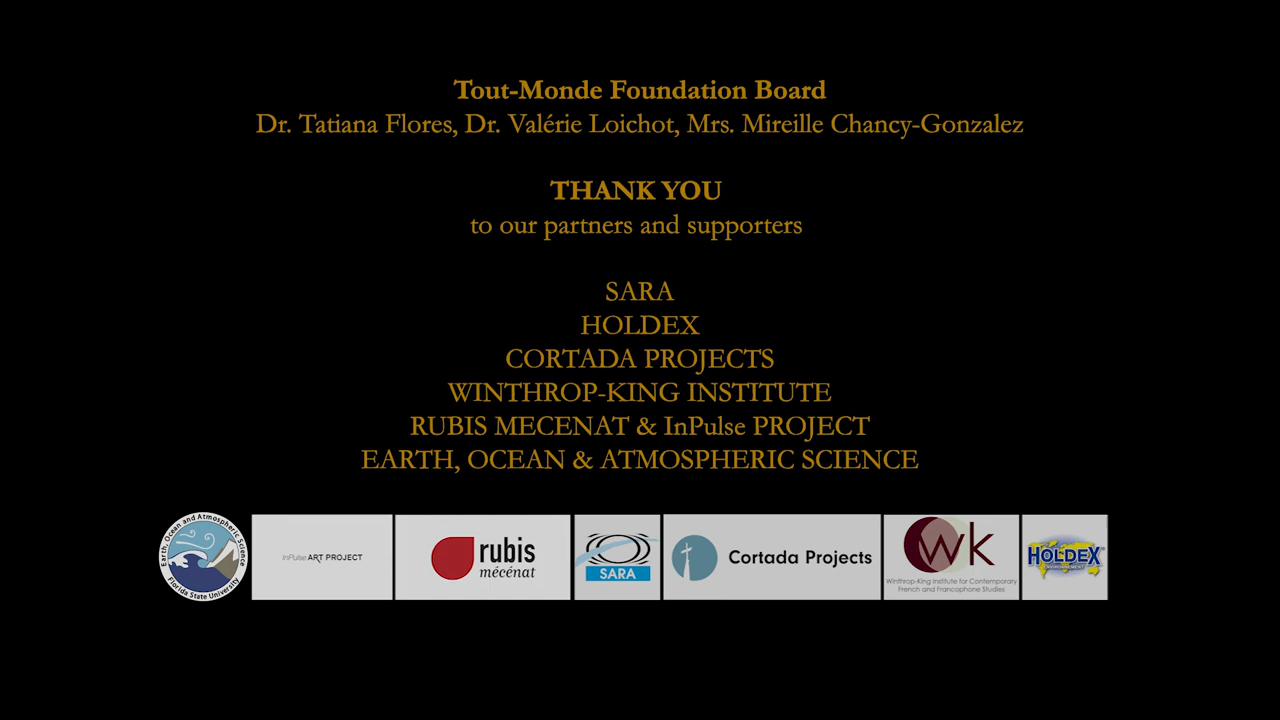 Tout-Monde Foundation Board
Dr. Tatiana Flores, Dr. Valérie Loichot, Mrs. Mireille Chancy-Gonzalez
THANK YOU
to our partners and supporters
SARA
HOLDEX
CORTADA PROJECTS
WINTHROP-KING INSTITUTE
RUBIS MECENAT & InPulse PROJECT
EARTH, OCEAN & ATMOSPHERIC SCIENCE
Earth, Ocean and Atmospheric Science
Florida State University
InPulse ART PROJECT
rubis
mécénat
SARA
Cortada Projects
wk
Winthrop-King Institute for Contemporary
French and Francophone Studies
HOLDEX
ENVIRONNEMENT